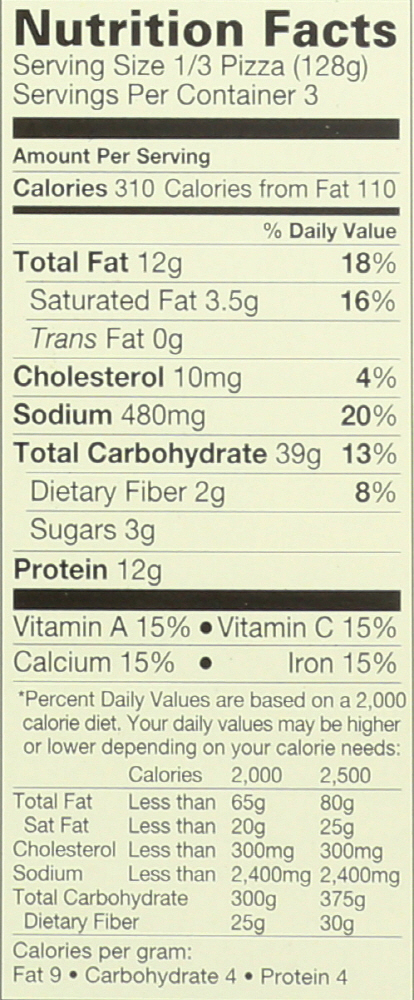 Nutrition Facts
Serving Size 1/3 Pizza (128g)
Servings Per Container 3
Amount Per Serving
Calories 310 Calories from Fat 110
% Daily Value
Total Fat 12g 18%
Saturated Fat 3.5g 16%
Trans Fat 0g
Cholesterol 10mg 4%
Sodium 480mg 20%
Total Carbohydrate 39g 13%
Dietary Fiber 2g 8%
Sugars 3g
Protein 12g
Vitamin A 15% • Vitamin C 15%
Calcium 15% • Iron 15%
*Percent Daily Values are based on a 2,000
calorie diet. Your daily values may be higher
or lower depending on your calorie needs:
Calories 2,000 2,500
Total Fat Less than 65g 80g
Sat Fat Less than 20g 25g
Cholesterol Less than 300mg 300mg
Sodium Less than 2,400mg 2,400mg
Total Carbohydrate 300g 375g
Dietary Fiber 25g 30g
Calories per gram:
Fat 9 • Carbohydrate 4 • Protein 4